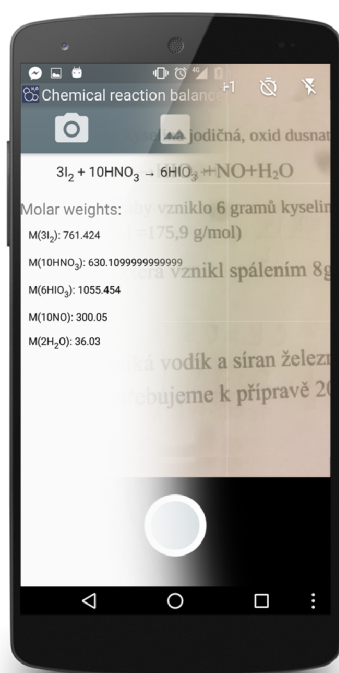 Chemical reaction balance +1
jodičná, oxid dusnat
3I₂ + 10HNO₃ → 6HIO₃ + NO+H₂O
Molar weights:
vzniklo 6 gramů kyselin
M(3I₂): 761.424
=175,9 g/mol)
M(10HNO₃): 630.1099999999999
vznikl spálením 8g
M(6HIO₃): 1055.454
M(10NO): 300.05
M(2H₂O): 36.03
vodík a síran železn
k přípravě 20